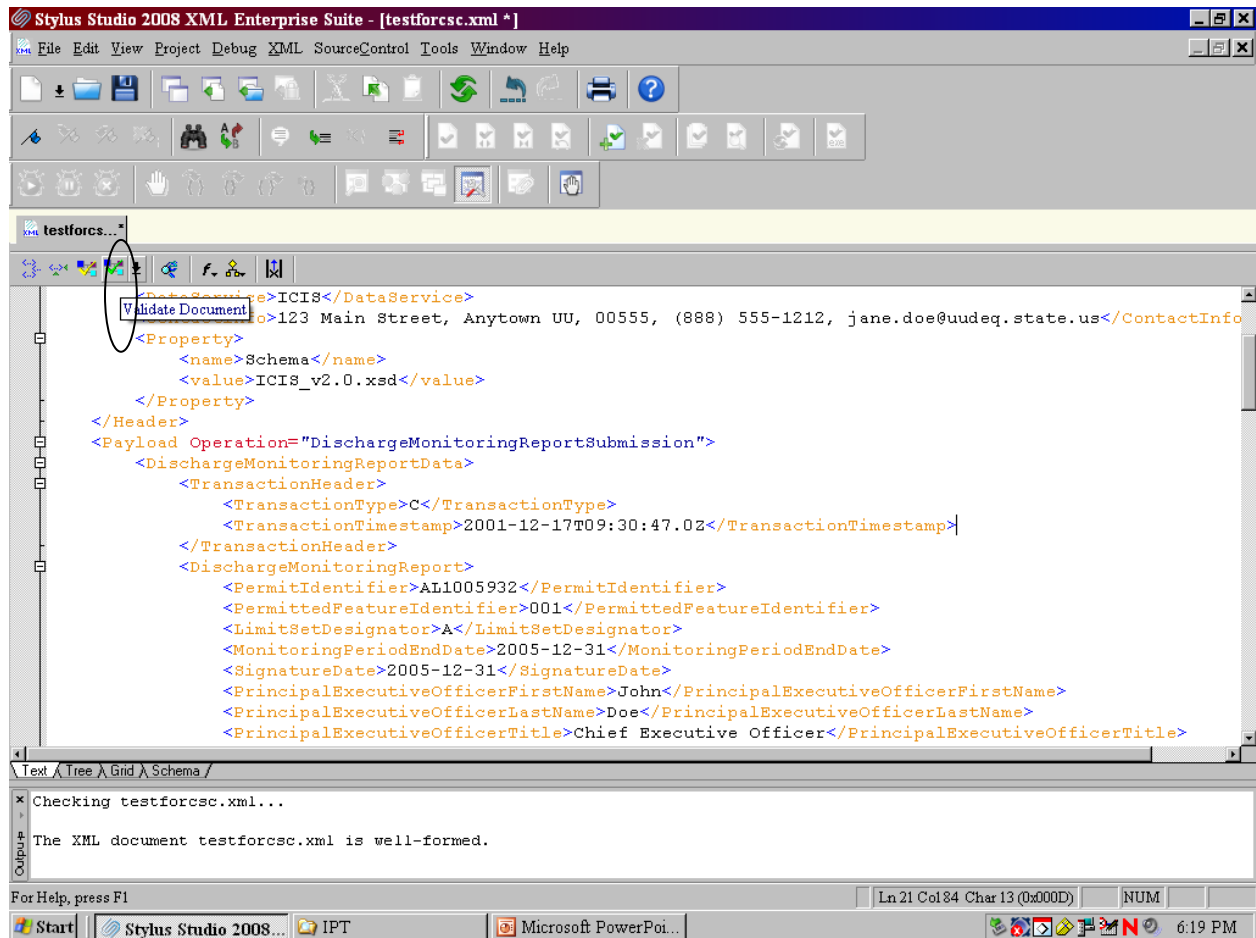 Stylus Studio 2008 XML Enterprise Suite - [testforcsc.xml *]
File Edit View Project Debug XML SourceControl Tools Window Help
testforcs...*
<DataService>ICIS</DataService>
Validate Document
>123 Main Street, Anytown UU, 00555, (888) 555-1212, jane.doe@uudeq.state.us</ContactInfo
<Property>
<name>Schema</name>
<value>ICIS_v2.0.xsd</value>
</Property>
</Header>
<Payload Operation="DischargeMonitoringReportSubmission">
<DischargeMonitoringReportData>
<TransactionHeader>
<TransactionType>C</TransactionType>
<TransactionTimestamp>2001-12-17T09:30:47.0Z</TransactionTimestamp>
</TransactionHeader>
<DischargeMonitoringReport>
<PermitIdentifier>AL1005932</PermitIdentifier>
<PermittedFeatureIdentifier>001</PermittedFeatureIdentifier>
<LimitSetDesignator>A</LimitSetDesignator>
<MonitoringPeriodEndDate>2005-12-31</MonitoringPeriodEndDate>
<SignatureDate>2005-12-31</SignatureDate>
<PrincipalExecutiveOfficerFirstName>John</PrincipalExecutiveOfficerFirstName>
<PrincipalExecutiveOfficerLastName>Doe</PrincipalExecutiveOfficerLastName>
<PrincipalExecutiveOfficerTitle>Chief Executive Officer</PrincipalExecutiveOfficerTitle>
Text Tree Grid Schema
Checking testforcsc.xml...
The XML document testforcsc.xml is well-formed.
Output
For Help, press F1
Ln 21 Col 84 Char 13 (0x000D) NUM
Start Stylus Studio 2008... IPT Microsoft PowerPoi... 6:19 PM